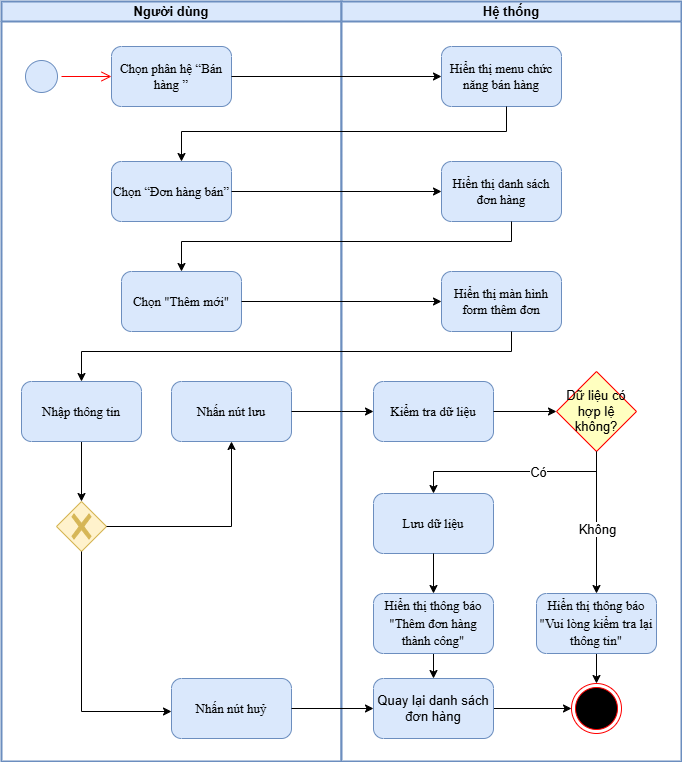 Người dùng
Hệ thống
Chọn phân hệ “Bán
hàng ”
Hiển thị menu chức
năng bán hàng
Chọn “Đơn hàng bán”
Hiển thị danh sách
đơn hàng
Chọn "Thêm mới"
Hiển thị màn hình
form thêm đơn
Nhập thông tin
Nhấn nút lưu
Kiểm tra dữ liệu
Dữ liệu có
hợp lệ
không?
Có
Lưu dữ liệu
Không
Hiển thị thông báo
"Thêm đơn hàng
thành công"
Hiển thị thông báo
"Vui lòng kiểm tra lại
thông tin"
Nhấn nút huỷ
Quay lại danh sách
đơn hàng